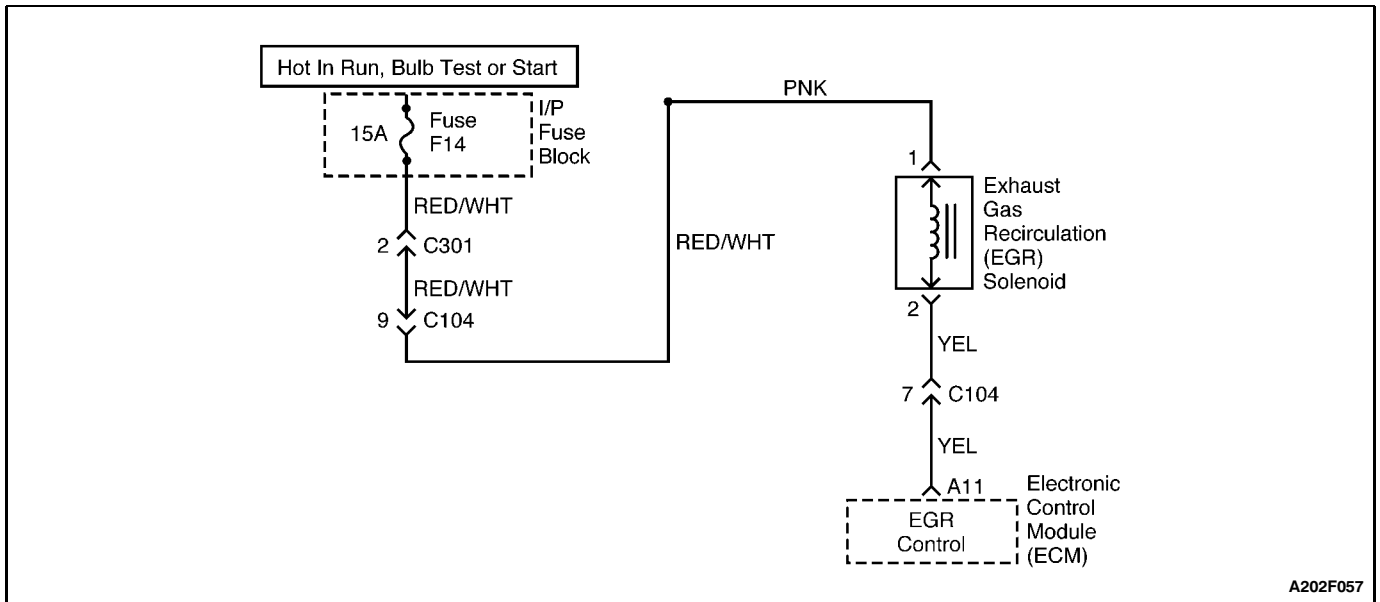 Hot In Run, Bulb Test or Start
15A
Fuse
F14
I/P
Fuse
Block
RED/WHT
2 C301
RED/WHT
9 C104
RED/WHT
PNK
1
Exhaust
Gas
Recirculation
(EGR)
Solenoid
2
YEL
7 C104
YEL
A11
EGR
Control
Electronic
Control
Module
(ECM)
A202F057